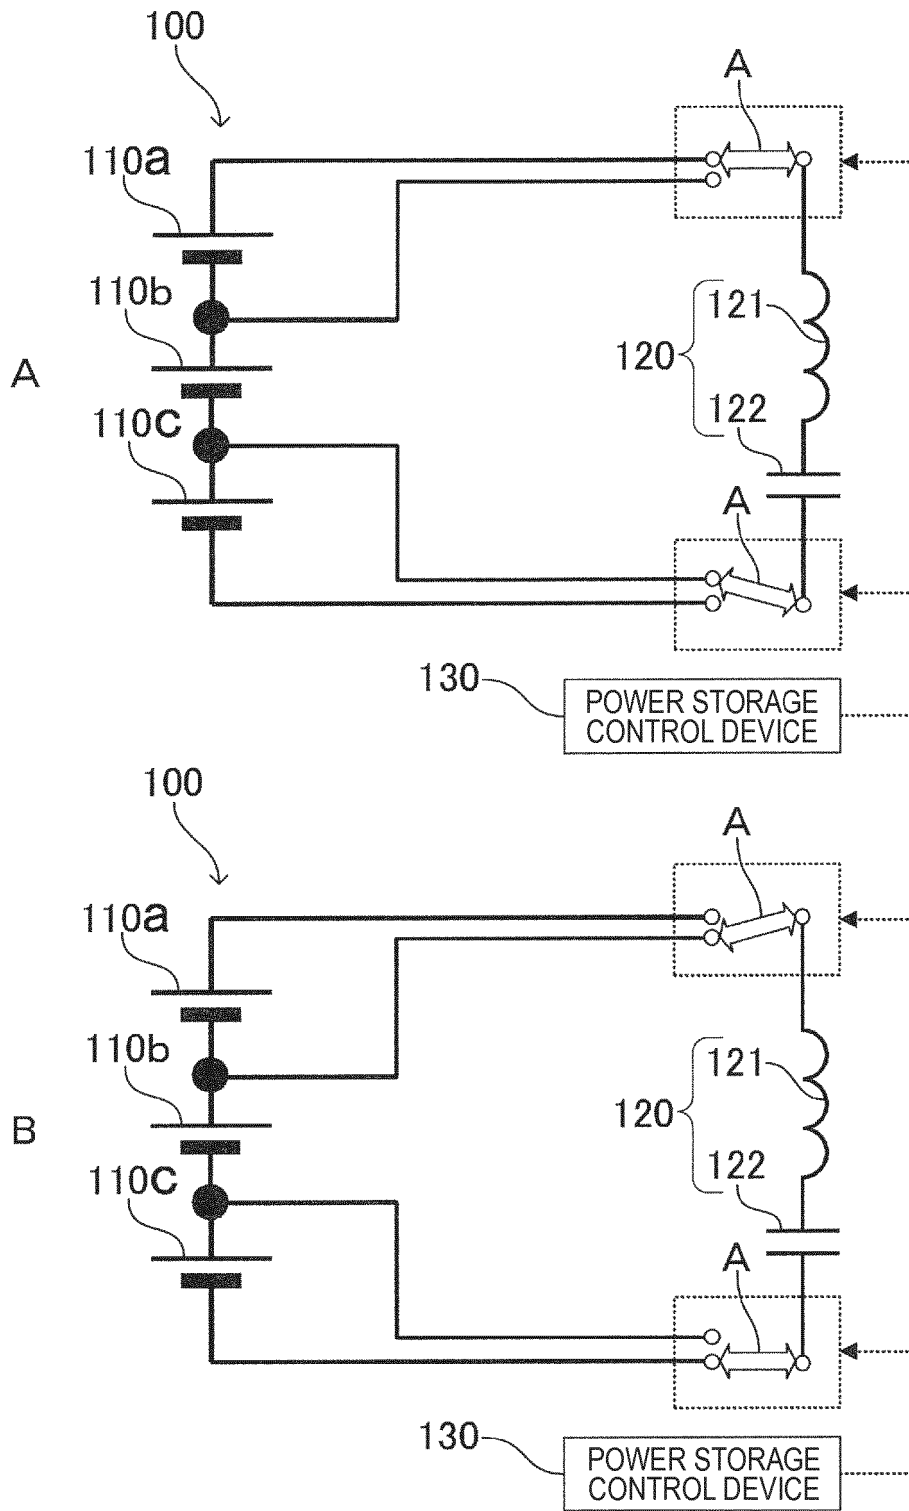 100
A
110a
110b
121
120
A
122
110c
A
130
POWER STORAGE
CONTROL DEVICE
100
A
110a
110b
121
120
B
122
110c
A
130
POWER STORAGE
CONTROL DEVICE